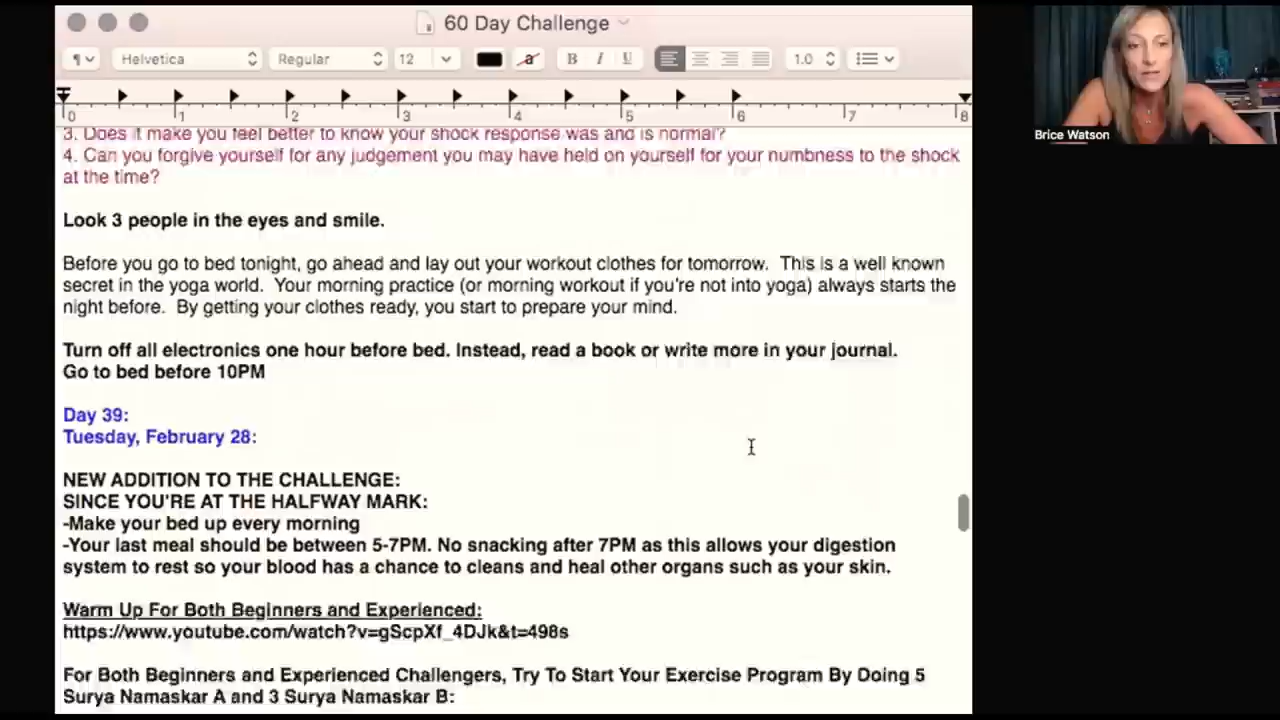 60 Day Challenge
Helvetica
Regular
12
B I U
1.0
0 1 2 3 4 5 6 7 8
3. Does it make you feel better to know your shock response was and is normal?
4. Can you forgive yourself for any judgement you may have held on yourself for your numbness to the shock
at the time?
Look 3 people in the eyes and smile.
Before you go to bed tonight, go ahead and lay out your workout clothes for tomorrow.  This is a well known
secret in the yoga world.  Your morning practice (or morning workout if you're not into yoga) always starts the
night before.  By getting your clothes ready, you start to prepare your mind.
Turn off all electronics one hour before bed. Instead, read a book or write more in your journal.
Go to bed before 10PM
Day 39:
Tuesday, February 28:
NEW ADDITION TO THE CHALLENGE:
SINCE YOU'RE AT THE HALFWAY MARK:
-Make your bed up every morning
-Your last meal should be between 5-7PM. No snacking after 7PM as this allows your digestion
system to rest so your blood has a chance to cleans and heal other organs such as your skin.
Warm Up For Both Beginners and Experienced:
https://www.youtube.com/watch?v=gScpXf_4DJk&t=498s
For Both Beginners and Experienced Challengers, Try To Start Your Exercise Program By Doing 5
Surya Namaskar A and 3 Surya Namaskar B:
Brice Watson